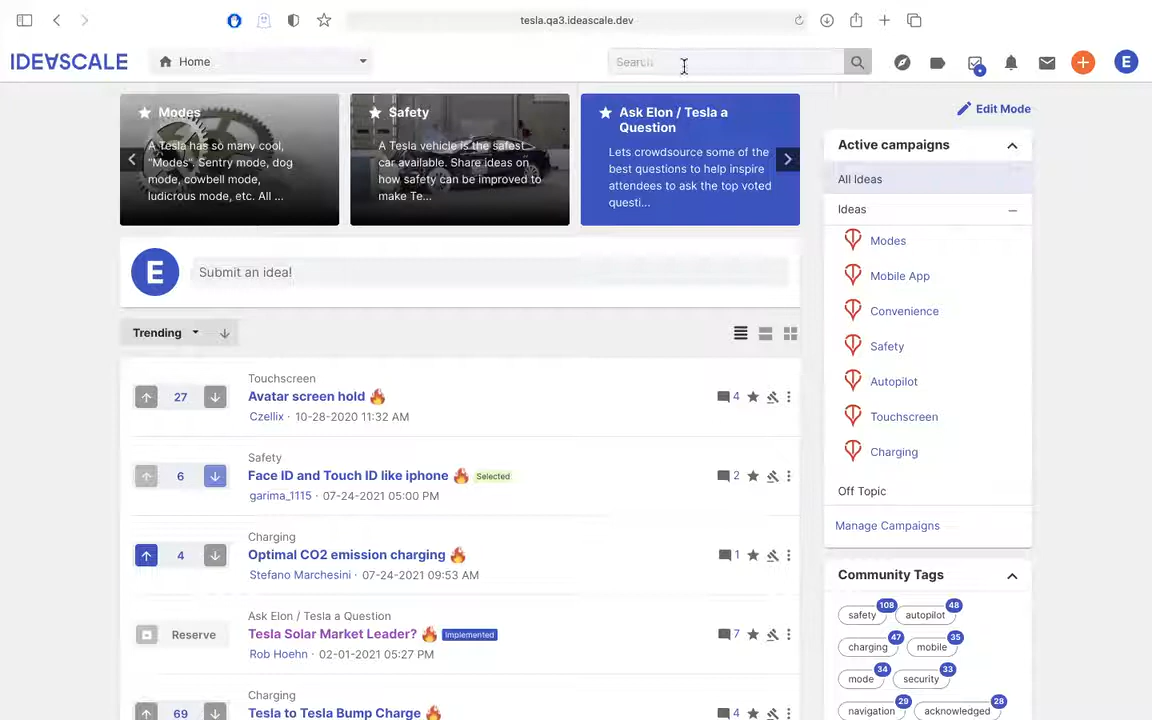 tesla.qa3.ideascale.dev
IDEASCALE
Home
Search
E
Edit Mode
Modes
A Tesla has so many cool,
"Modes". Sentry mode, dog
mode, cowbell mode,
ludicrous mode, etc. All ...
Safety
A Tesla vehicle is the safest
car available. Share ideas on
how safety can be improved to
make Te...
Ask Elon / Tesla a
Question
Lets crowdsource some of the
best questions to help inspire
attendees to ask the top voted
questi...
E
Submit an idea!
Trending
Touchscreen
27
Avatar screen hold
4
Czellix · 10-28-2020 11:32 AM
Safety
6
Face ID and Touch ID like iphone
Selected
2
garima_1115 · 07-24-2021 05:00 PM
Charging
4
Optimal CO2 emission charging
1
Stefano Marchesini · 07-24-2021 09:53 AM
Ask Elon / Tesla a Question
Reserve
Tesla Solar Market Leader?
Implemented
7
Rob Hoehn · 02-01-2021 05:27 PM
Charging
69
Tesla to Tesla Bump Charge
4
Active campaigns
All Ideas
Ideas
Modes
Mobile App
Convenience
Safety
Autopilot
Touchscreen
Charging
Off Topic
Manage Campaigns
Community Tags
safety 108 autopilot 48
charging 47 mobile 35
mode 34 security 33
navigation 29 acknowledged 28